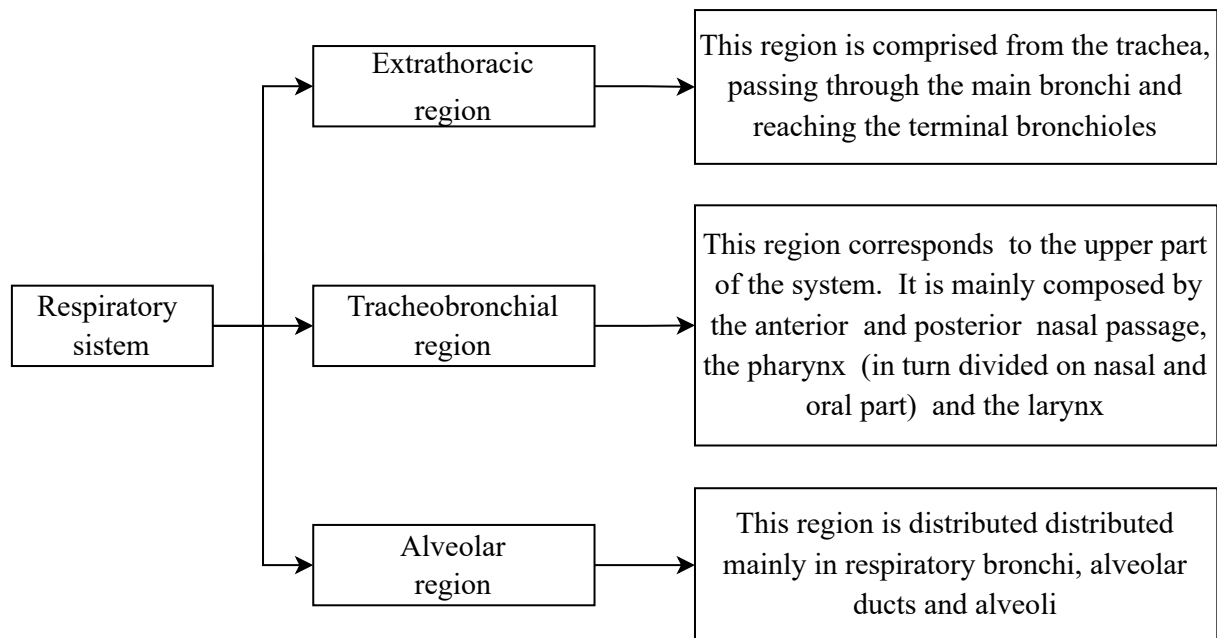 Respiratory
sistem
Extrathoracic
region
This region is comprised from the trachea,
passing through the main bronchi and
reaching the terminal bronchioles
Tracheobronchial
region
This region corresponds to the upper part
of the system. It is mainly composed by
the anterior and posterior nasal passage,
the pharynx (in turn divided on nasal and
oral part) and the larynx
Alveolar
region
This region is distributed distributed
mainly in respiratory bronchi, alveolar
ducts and alveoli